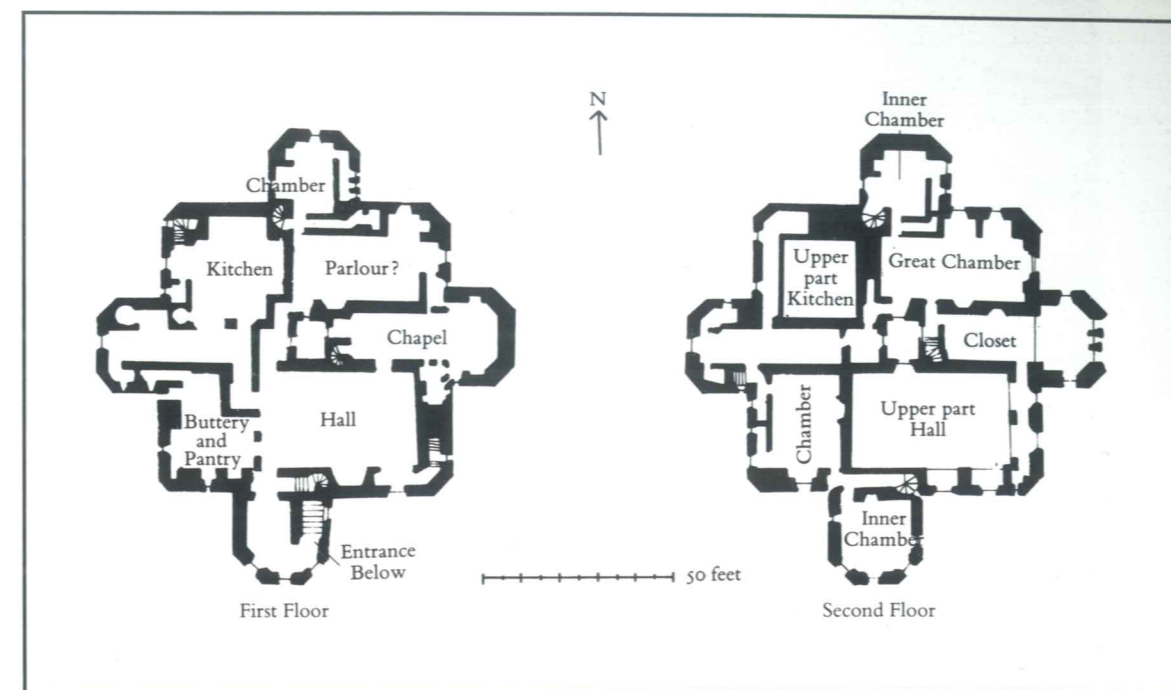 N
Chamber
Kitchen
Parlour?
Chapel
Hall
Buttery
and
Pantry
Entrance
Below
First Floor
50 feet
Inner
Chamber
Upper
part
Kitchen
Great Chamber
Closet
Chamber
Upper part
Hall
Inner
Chamber
Second Floor